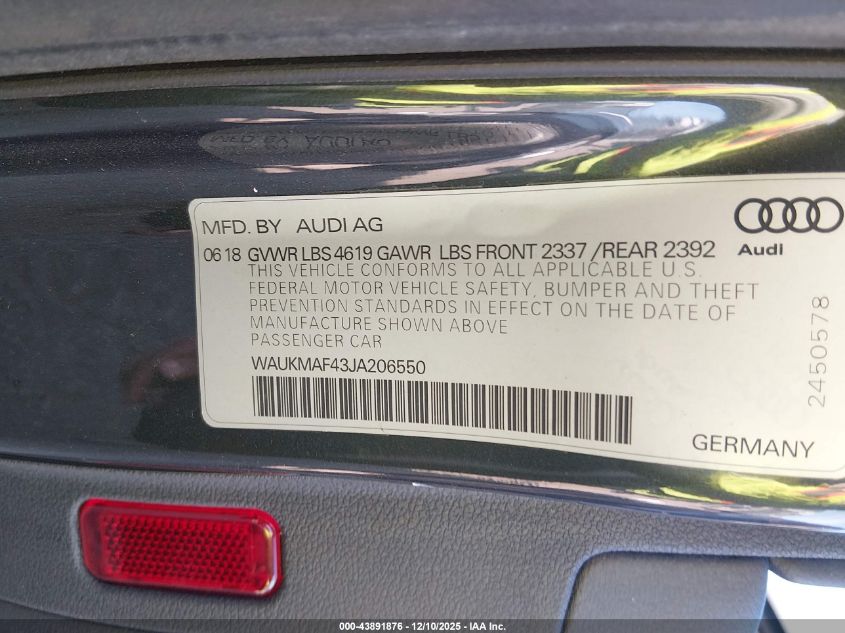 MFD. BY AUDI AG
Audi
06 18 GVWR LBS 4619 GAWR LBS FRONT 2337 /REAR 2392
THIS VEHICLE CONFORMS TO ALL APPLICABLE U.S.
FEDERAL MOTOR VEHICLE SAFETY, BUMPER AND THEFT
PREVENTION STANDARDS IN EFFECT ON THE DATE OF
MANUFACTURE SHOWN ABOVE
PASSENGER CAR
WAUKMAF43JA206550
2450578
GERMANY
000-43891876 - 12/10/2025 - IAA Inc.